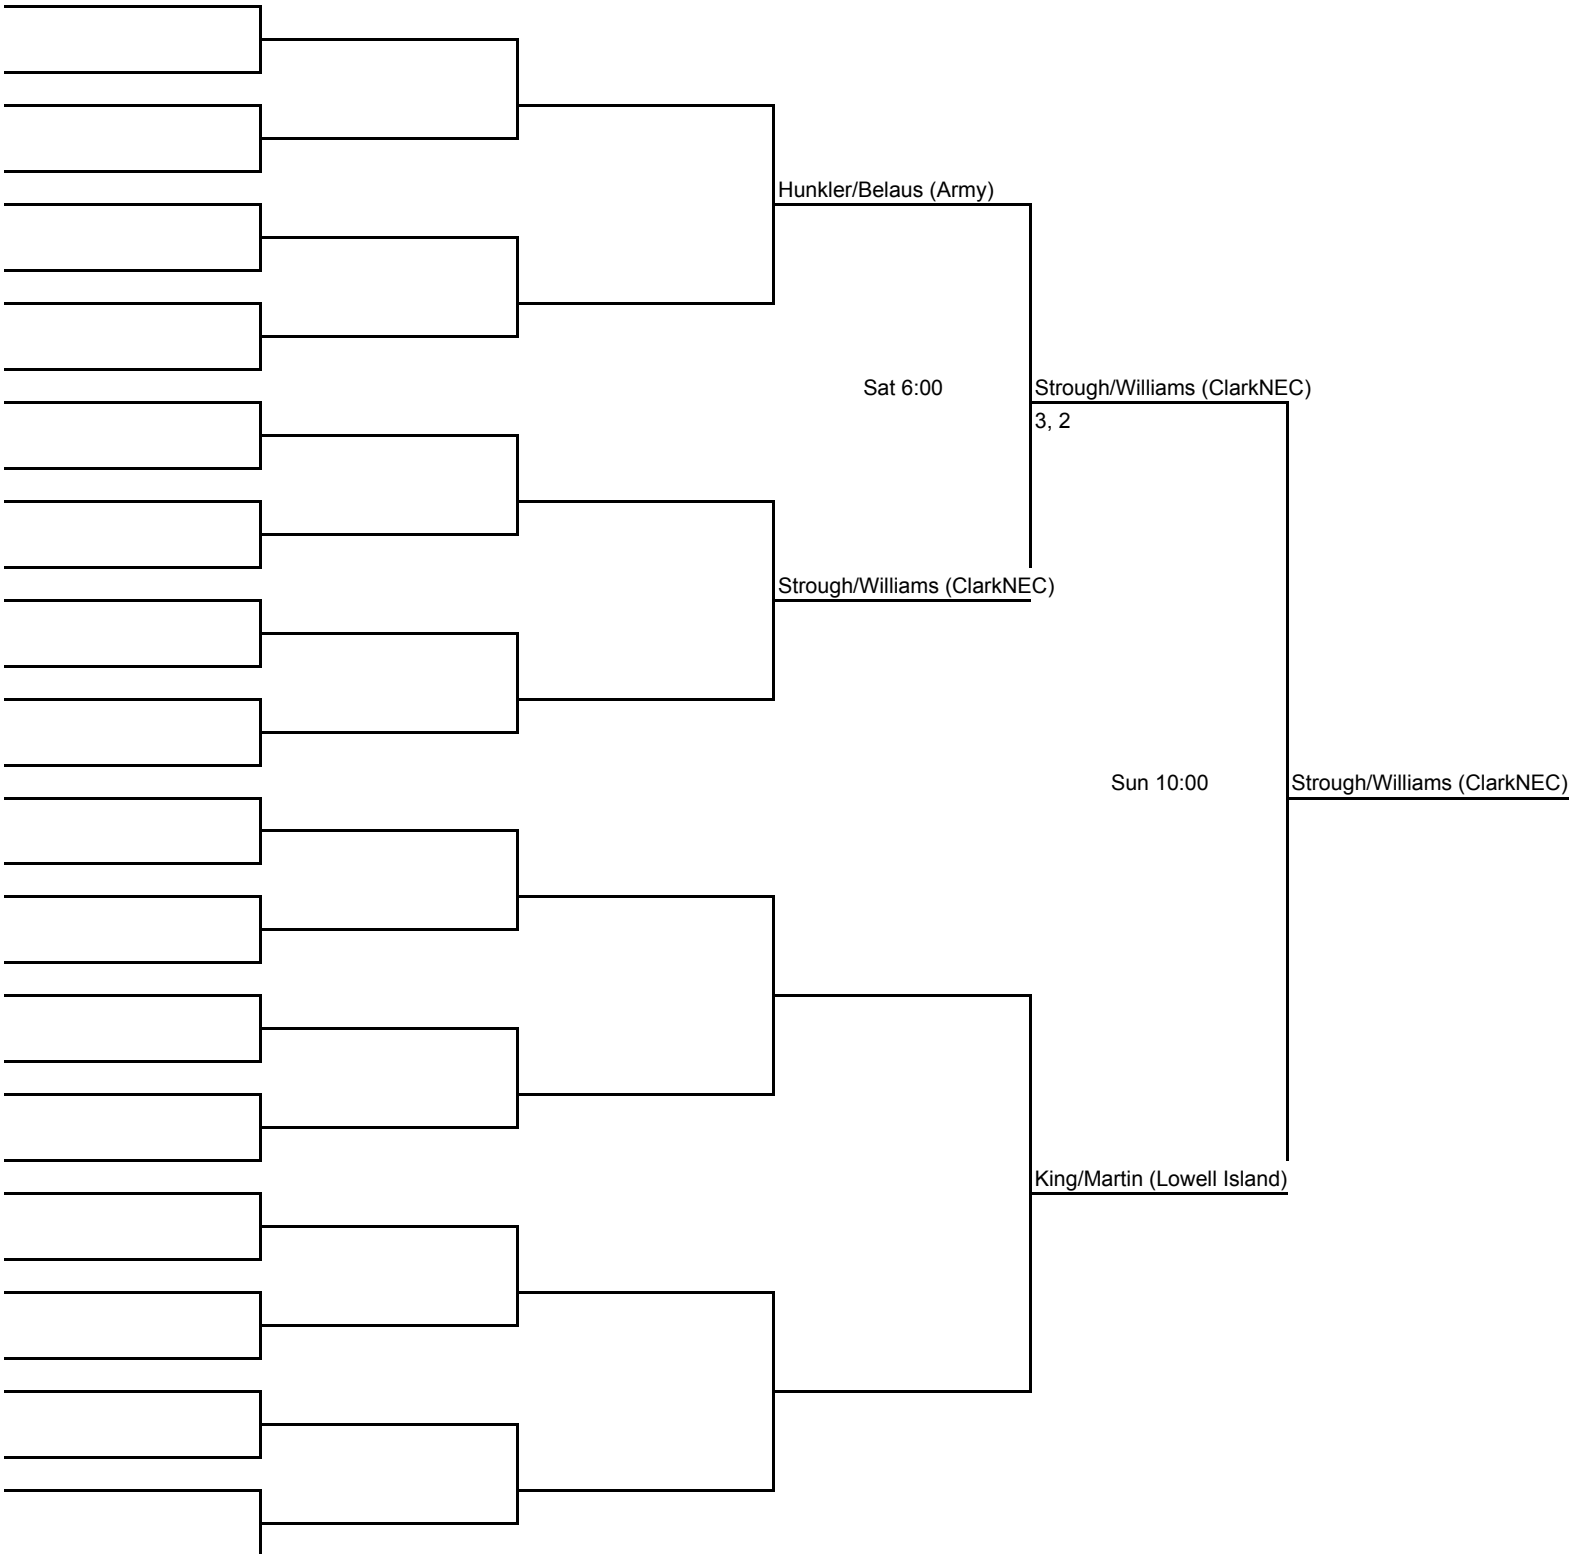 Hunkler/Belaus (Army)
Sat 6:00
Strough/Williams (ClarkNEC)
3, 2
Strough/Williams (ClarkNEC)
Sun 10:00
Strough/Williams (ClarkNEC)
King/Martin (Lowell Island)